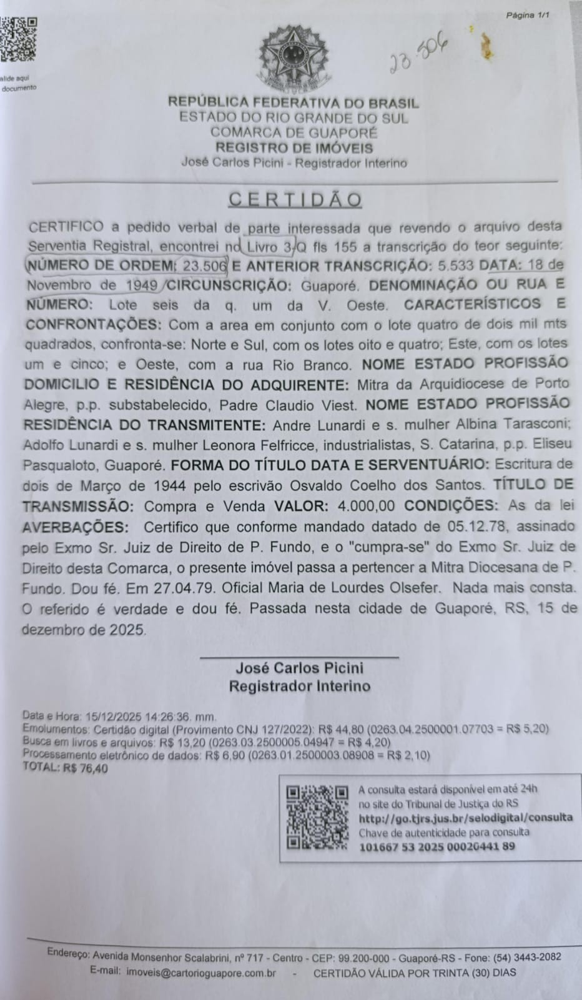 Página 1/1
23.506
alide aqui
documento
REPÚBLICA FEDERATIVA DO BRASIL
ESTADO DO RIO GRANDE DO SUL
COMARCA DE GUAPORÉ
REGISTRO DE IMÓVEIS
José Carlos Picini - Registrador Interino
CERTIDÃO
CERTIFICO a pedido verbal de parte interessada que revendo o arquivo desta
Serventia Registral, encontrei no Livro 3-Q fls 155 a transcrição do teor seguinte:
NÚMERO DE ORDEM: 23.506 E ANTERIOR TRANSCRIÇÃO: 5.533 DATA: 18 de
Novembro de 1949 CIRCUNSCRIÇÃO: Guaporé. DENOMINAÇÃO OU RUA E
NÚMERO: Lote seis da q. um da V. Oeste. CARACTERÍSTICOS E
CONFRONTAÇÕES: Com a area em conjunto com o lote quatro de dois mil mts
quadrados, confronta-se: Norte e Sul, com os lotes oito e quatro; Este, com os lotes
um e cinco; e Oeste, com a rua Rio Branco. NOME ESTADO PROFISSÃO
DOMICILIO E RESIDÊNCIA DO ADQUIRENTE: Mitra da Arquidiocese de Porto
Alegre, p.p. substabelecido, Padre Claudio Viest. NOME ESTADO PROFISSÃO
RESIDÊNCIA DO TRANSMITENTE: Andre Lunardi e s. mulher Albina Tarasconi;
Adolfo Lunardi e s. mulher Leonora Felfricce, industrialistas, S. Catarina, p.p. Eliseu
Pasqualoto, Guaporé. FORMA DO TÍTULO DATA E SERVENTUÁRIO: Escritura de
dois de Março de 1944 pelo escrivão Osvaldo Coelho dos Santos. TÍTULO DE
TRANSMISSÃO: Compra e Venda VALOR: 4.000,00 CONDIÇÕES: As da lei
AVERBAÇÕES: Certifico que conforme mandado datado de 05.12.78, assinado
pelo Exmo Sr. Juiz de Direito de P. Fundo, e o "cumpra-se" do Exmo Sr. Juiz de
Direito desta Comarca, o presente imóvel passa a pertencer a Mitra Diocesana de P.
Fundo. Dou fé. Em 27.04.79. Oficial Maria de Lourdes Olsefer. Nada mais consta.
O referido é verdade e dou fé. Passada nesta cidade de Guaporé, RS, 15 de
dezembro de 2025.
José Carlos Picini
Registrador Interino
Data e Hora: 15/12/2025 14:26:36. mm.
Emolumentos: Certidão digital (Provimento CNJ 127/2022): R$ 44,80 (0263.04.2500001.07703 = R$ 5,20)
Busca em livros e arquivos: R$ 13,20 (0263.03.2500005.04947 = R$ 4,20)
Processamento eletrônico de dados: R$ 6,90 (0263.01.2500003.08908 = R$ 2,10)
TOTAL: R$ 76,40
A consulta estará disponível em até 24h
no site do Tribunal de Justiça do RS
http://go.tjrs.jus.br/selodigital/consulta
Chave de autenticidade para consulta
101667 53 2025 00020441 89
Endereço: Avenida Monsenhor Scalabrini, nº 717 - Centro - CEP: 99.200-000 - Guaporé-RS - Fone: (54) 3443-2082
E-mail: imoveis@cartorioguapore.com.br - CERTIDÃO VÁLIDA POR TRINTA (30) DIAS